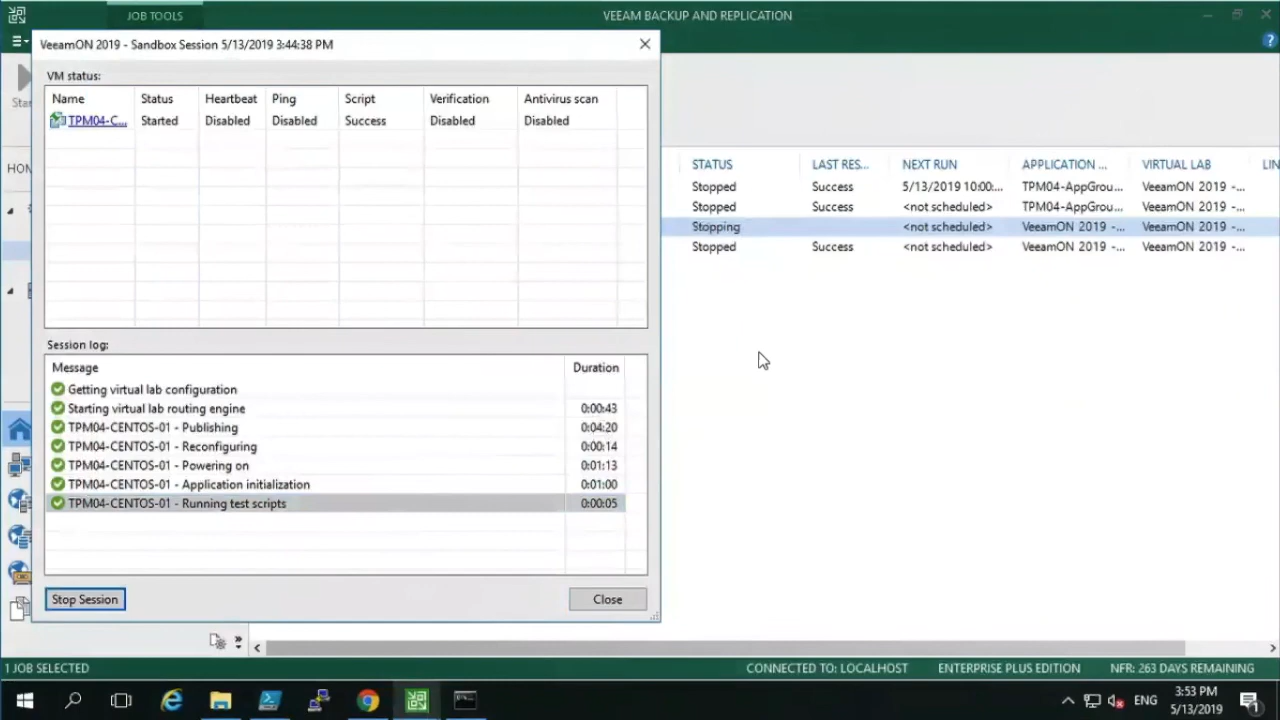 JOB TOOLS VEEAM BACKUP AND REPLICATION
VeeamON 2019 - Sandbox Session 5/13/2019 3:44:38 PM
VM status:
Name Status Heartbeat Ping Script Verification Antivirus scan
TPM04-C... Started Disabled Disabled Success Disabled Disabled
STATUS LAST RES... NEXT RUN APPLICATION ... VIRTUAL LAB LIN
Stopped Success 5/13/2019 10:00:... TPM04-AppGrou... VeeamON 2019 -...
Stopped Success <not scheduled> TPM04-AppGrou... VeeamON 2019 -...
Stopping <not scheduled> VeeamON 2019 -... VeeamON 2019 -...
Stopped Success <not scheduled> VeeamON 2019 -... VeeamON 2019 -...
Star
HOM
Session log:
Message Duration
Getting virtual lab configuration
Starting virtual lab routing engine 0:00:43
TPM04-CENTOS-01 - Publishing 0:04:20
TPM04-CENTOS-01 - Reconfiguring 0:00:14
TPM04-CENTOS-01 - Powering on 0:01:13
TPM04-CENTOS-01 - Application initialization 0:01:00
TPM04-CENTOS-01 - Running test scripts 0:00:05
Stop Session Close
1 JOB SELECTED CONNECTED TO: LOCALHOST ENTERPRISE PLUS EDITION NFR: 263 DAYS REMAINING
ENG 3:53 PM
5/13/2019 1